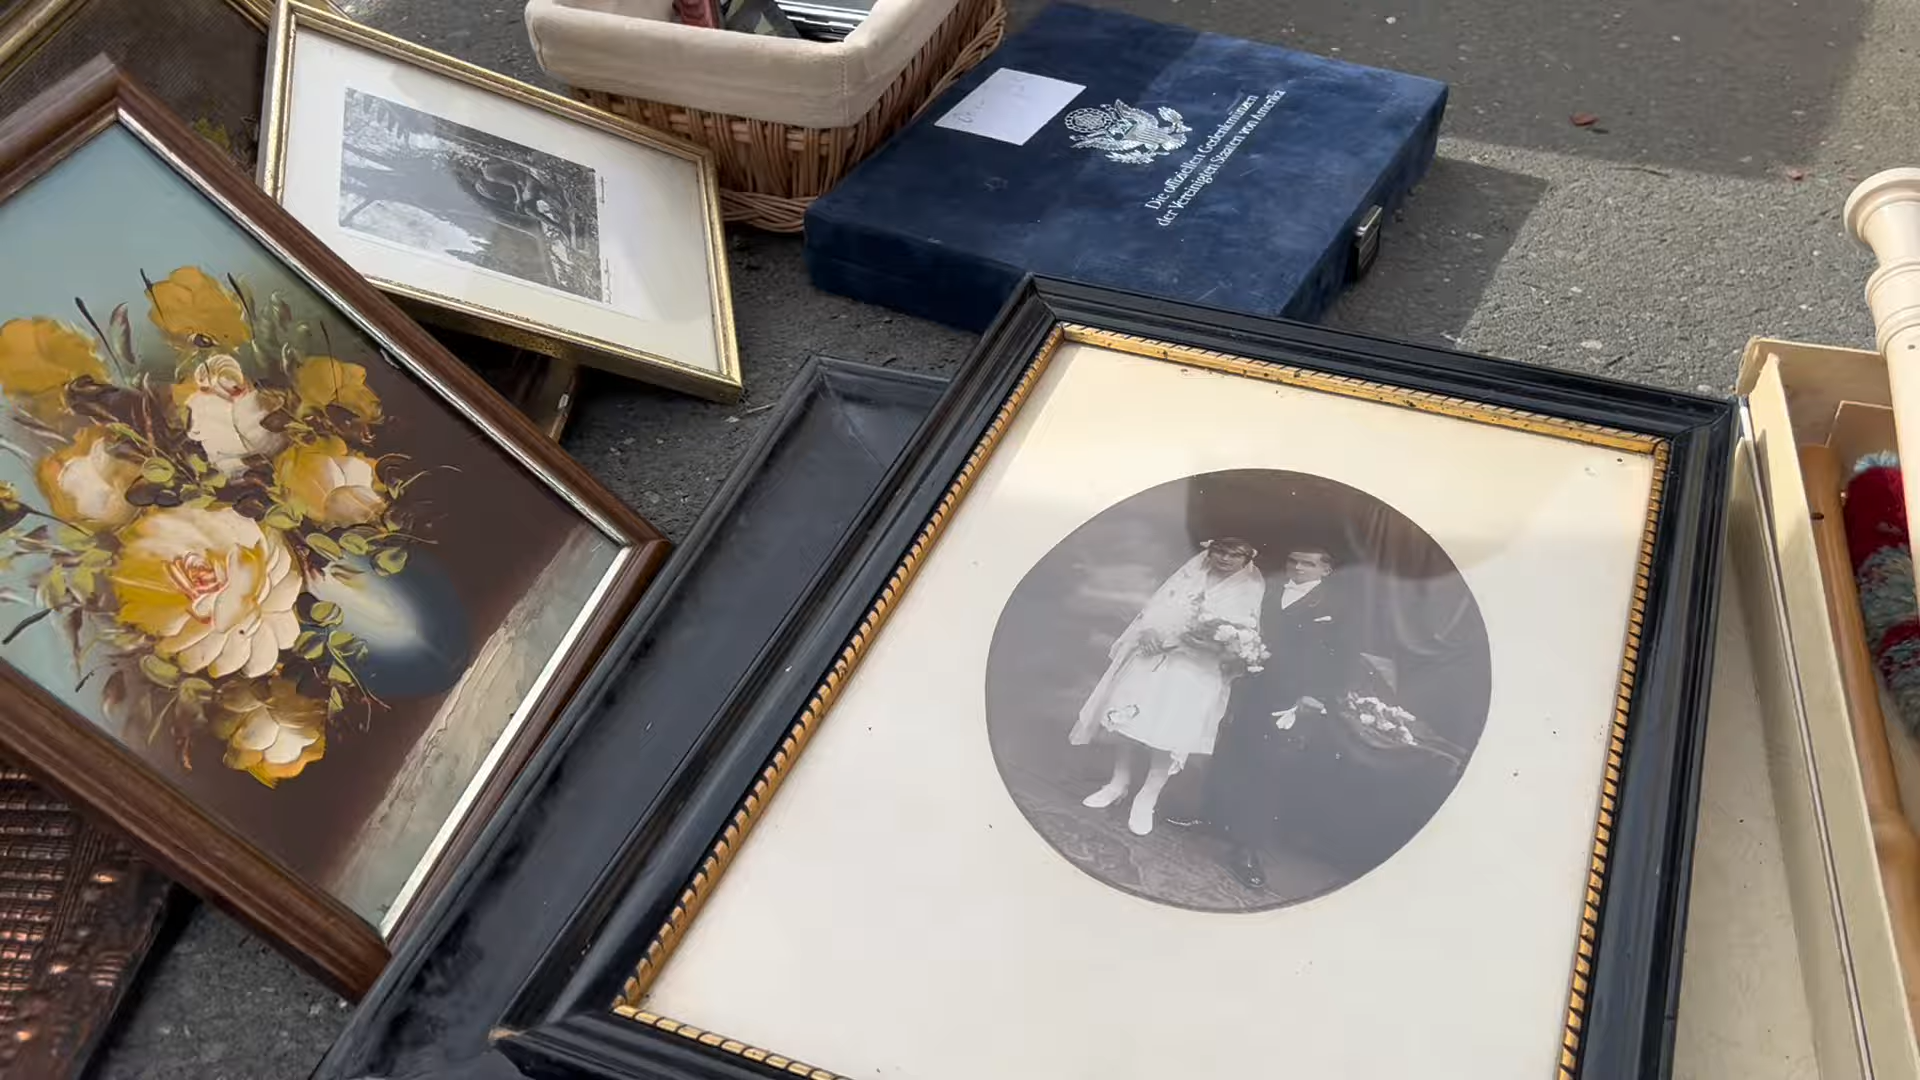 Die offiziellen Gedenkmünzen
der Vereinigten Staaten von Amerika